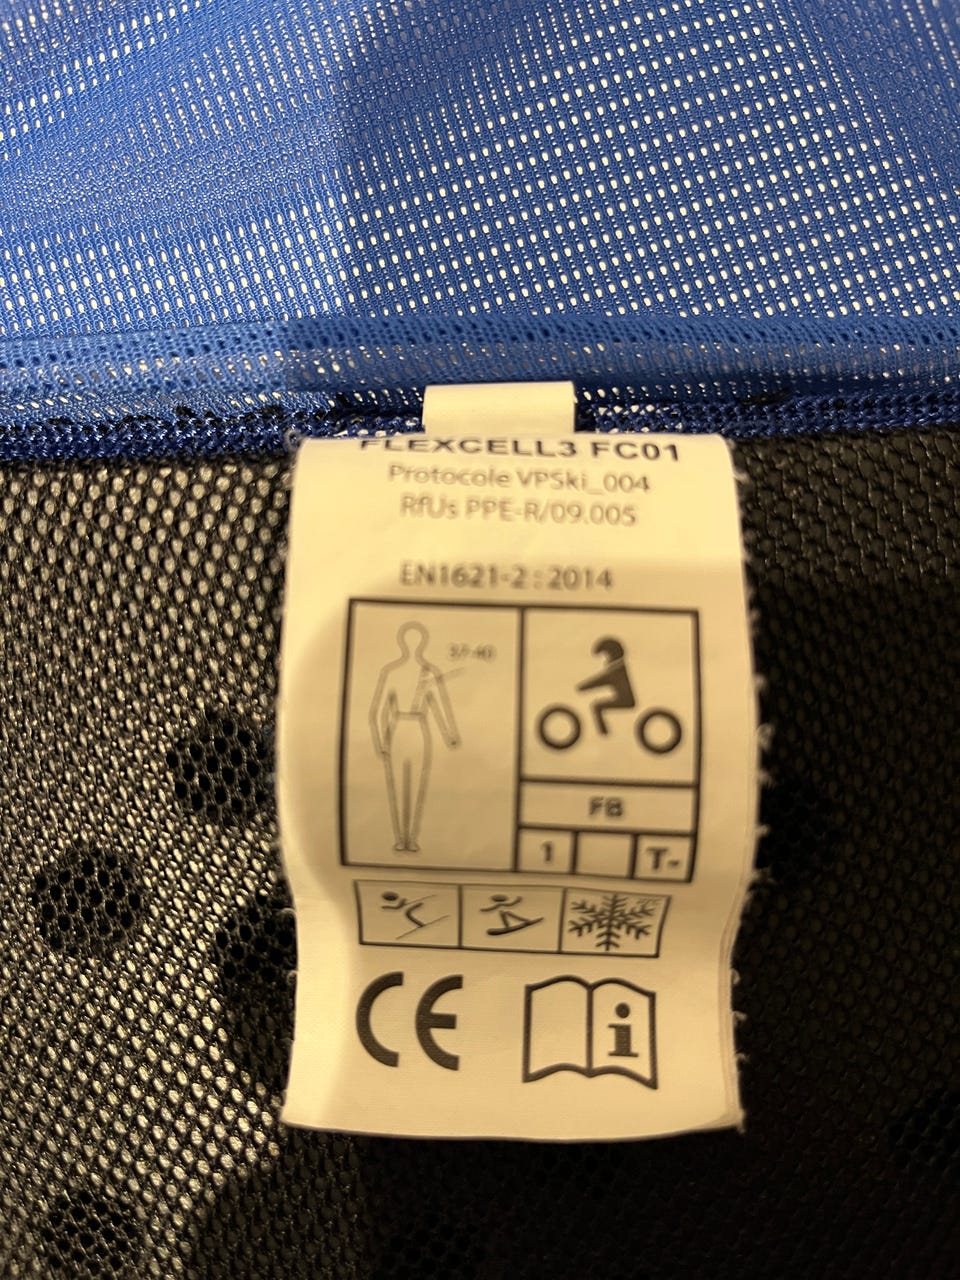 FLEXCELL3 FC01
Protocole VPSki_004
RfUs PPE-R/09.005
EN1621-2 : 2014
37-40
FB
1 T-
CE
i